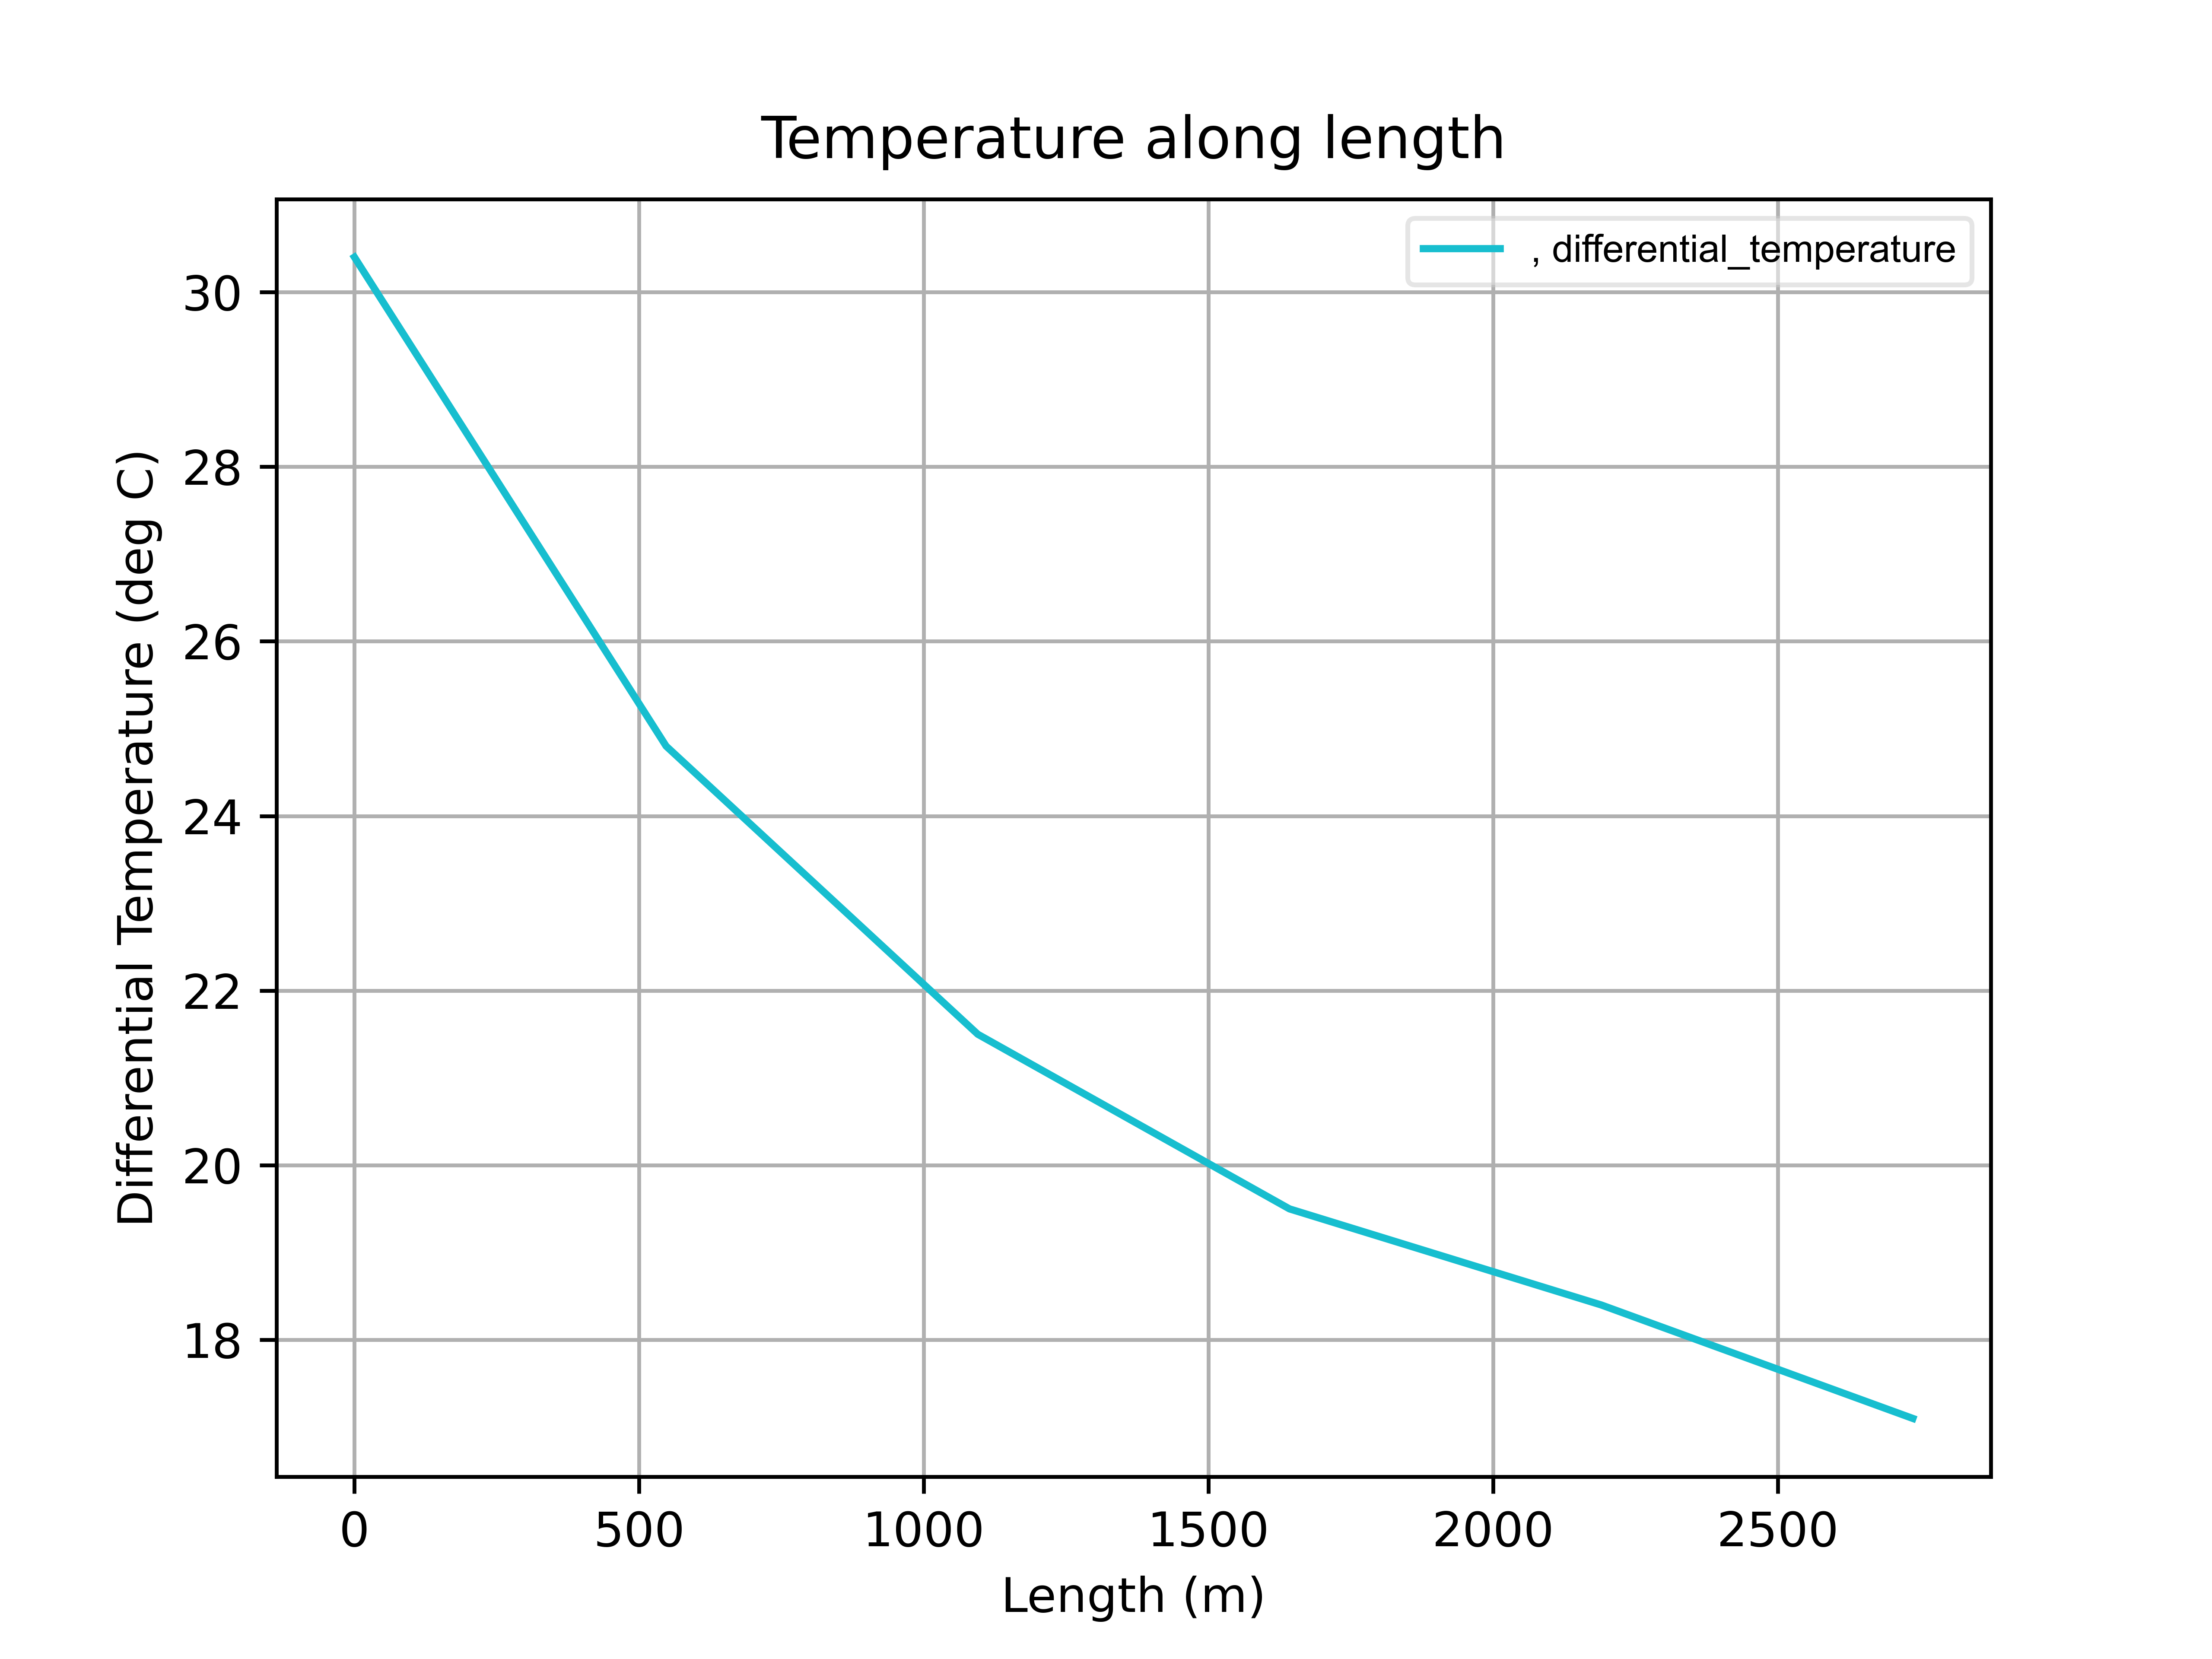 Temperature along length
, differential_temperature
Differential Temperature (deg C)
30
28
26
24
22
20
18
0 500 1000 1500 2000 2500
Length (m)